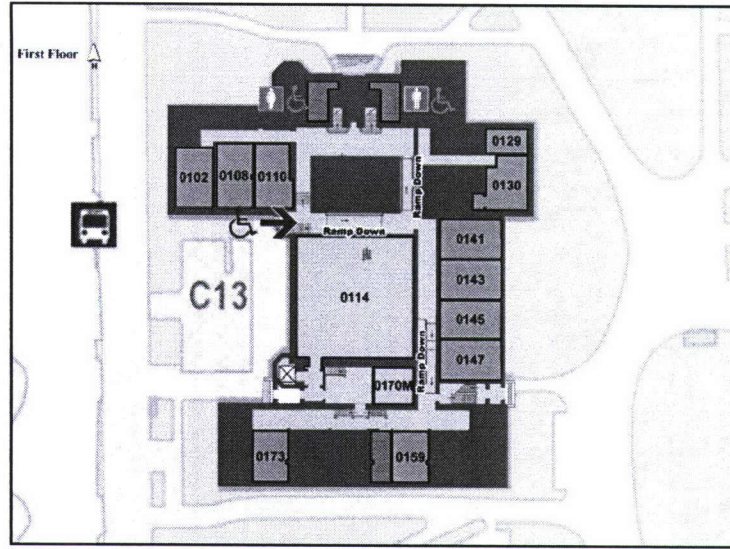 First Floor
N
0129
0102 0108 0110
0130
Ramp Down
Ramp Down
0141
0143
C13
0114
0145
0147
Ramp Down
0170M
0173
0159